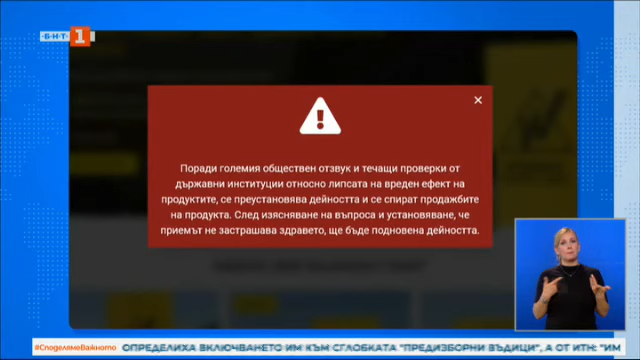 БНТ 1
Поради големия обществен отзвук и течащи проверки от
държавни институции относно липсата на вреден ефект на
продуктите, се преустановява дейността и се спират продажбите
на продукта. След изясняване на въпроса и установяване, че
приемът не застрашава здравето, ще бъде подновена дейността.
#СподелямеВажното ОПРЕДЕЛИХА ВКЛЮЧВАНЕТО ИМ КЪМ СГЛОБКАТА "ПРЕДИЗБОРНИ ВЪДИЦИ", А ОТ ИТН: "ИМ